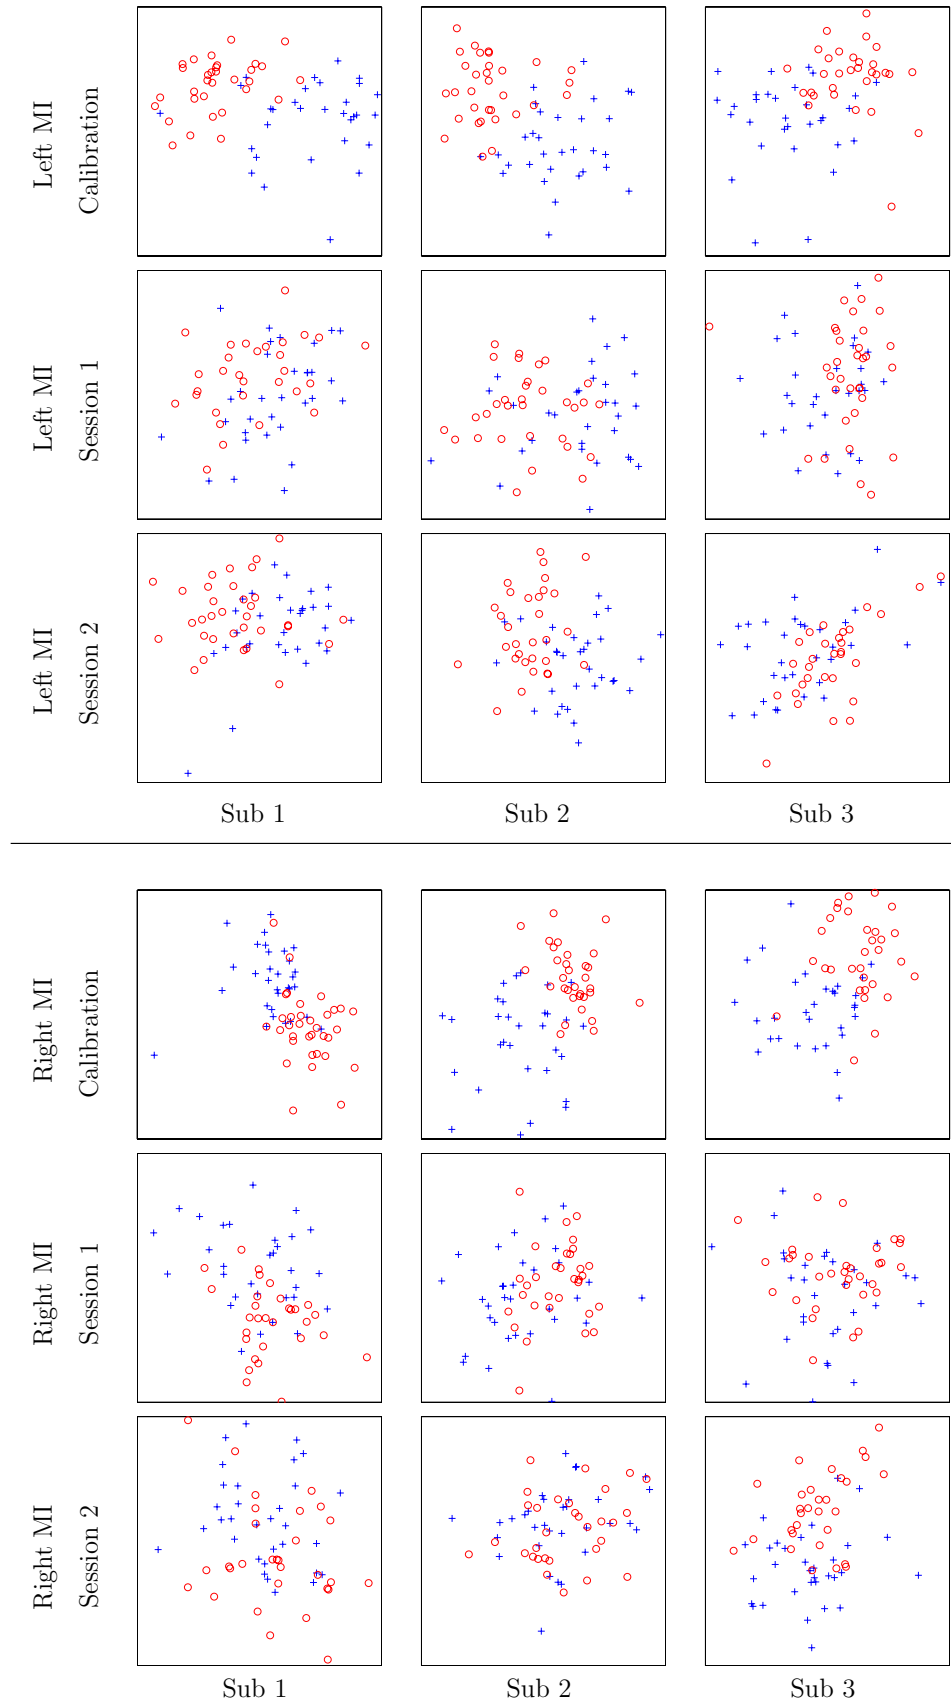 Left MI
Calibration
Left MI
Session 1
Left MI
Session 2
Sub 1 Sub 2 Sub 3
Right MI
Calibration
Right MI
Session 1
Right MI
Session 2
Sub 1 Sub 2 Sub 3